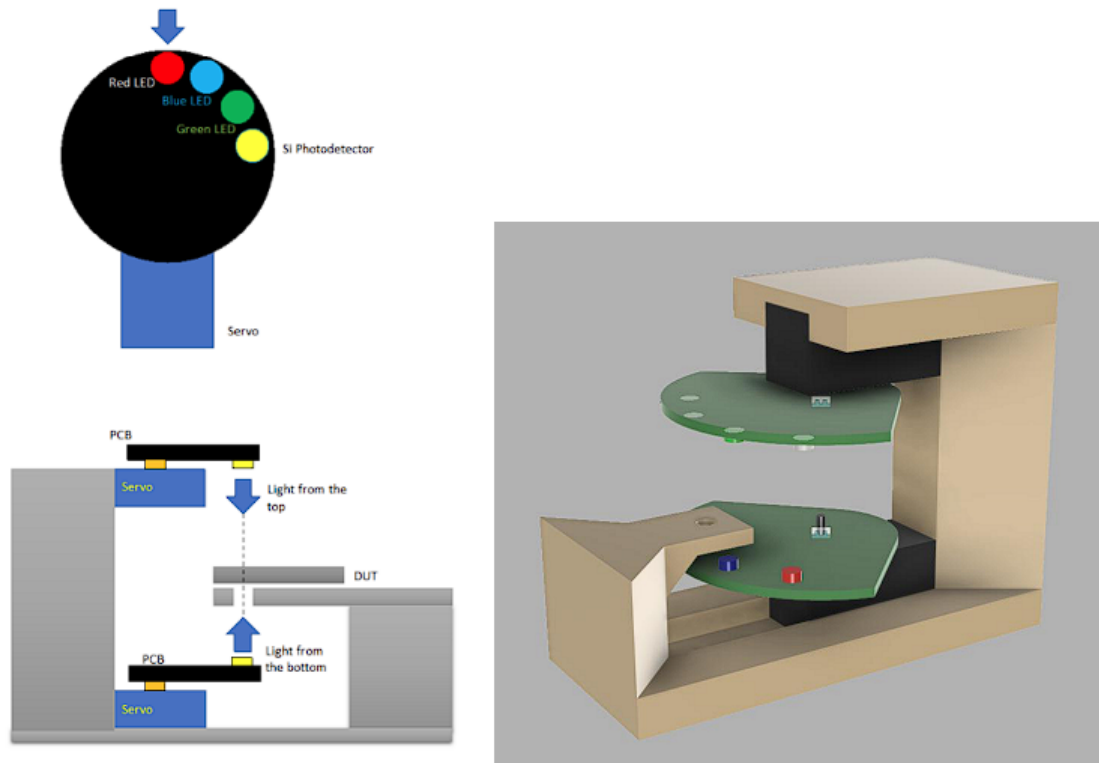 Red LED
Blue LED
Green LED
Si Photodetector
Servo
PCB
Servo
Light from the
top
DUT
PCB
Light from
the bottom
Servo